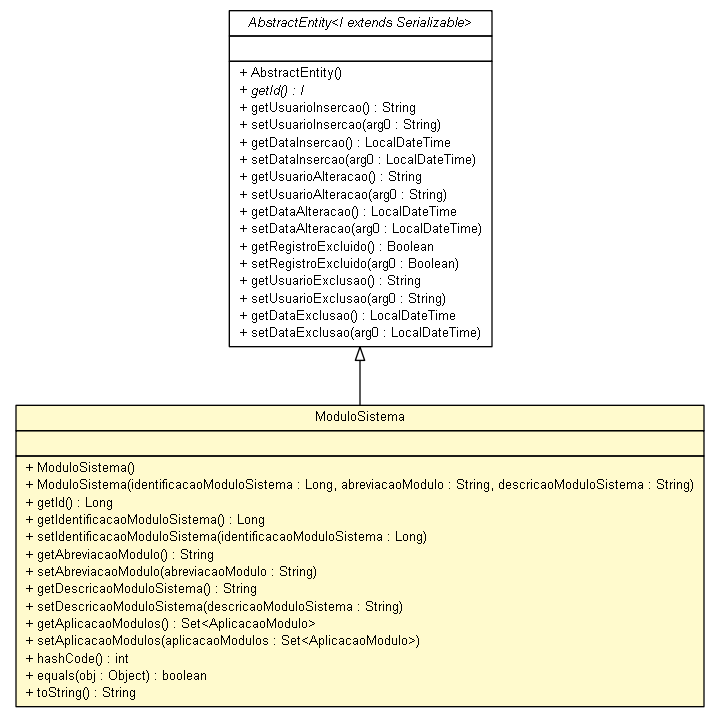 AbstractEntity<I extends Serializable>
+ AbstractEntity()
+ getId() : I
+ getUsuarioInsercao() : String
+ setUsuarioInsercao(arg0 : String)
+ getDataInsercao() : LocalDateTime
+ setDataInsercao(arg0 : LocalDateTime)
+ getUsuarioAlteracao() : String
+ setUsuarioAlteracao(arg0 : String)
+ getDataAlteracao() : LocalDateTime
+ setDataAlteracao(arg0 : LocalDateTime)
+ getRegistroExcluido() : Boolean
+ setRegistroExcluido(arg0 : Boolean)
+ getUsuarioExclusao() : String
+ setUsuarioExclusao(arg0 : String)
+ getDataExclusao() : LocalDateTime
+ setDataExclusao(arg0 : LocalDateTime)
ModuloSistema
+ ModuloSistema()
+ ModuloSistema(identificacaoModuloSistema : Long, abreviacaoModulo : String, descricaoModuloSistema : String)
+ getId() : Long
+ getIdentificacaoModuloSistema() : Long
+ setIdentificacaoModuloSistema(identificacaoModuloSistema : Long)
+ getAbreviacaoModulo() : String
+ setAbreviacaoModulo(abreviacaoModulo : String)
+ getDescricaoModuloSistema() : String
+ setDescricaoModuloSistema(descricaoModuloSistema : String)
+ getAplicacaoModulos() : Set<AplicacaoModulo>
+ setAplicacaoModulos(aplicacaoModulos : Set<AplicacaoModulo>)
+ hashCode() : int
+ equals(obj : Object) : boolean
+ toString() : String